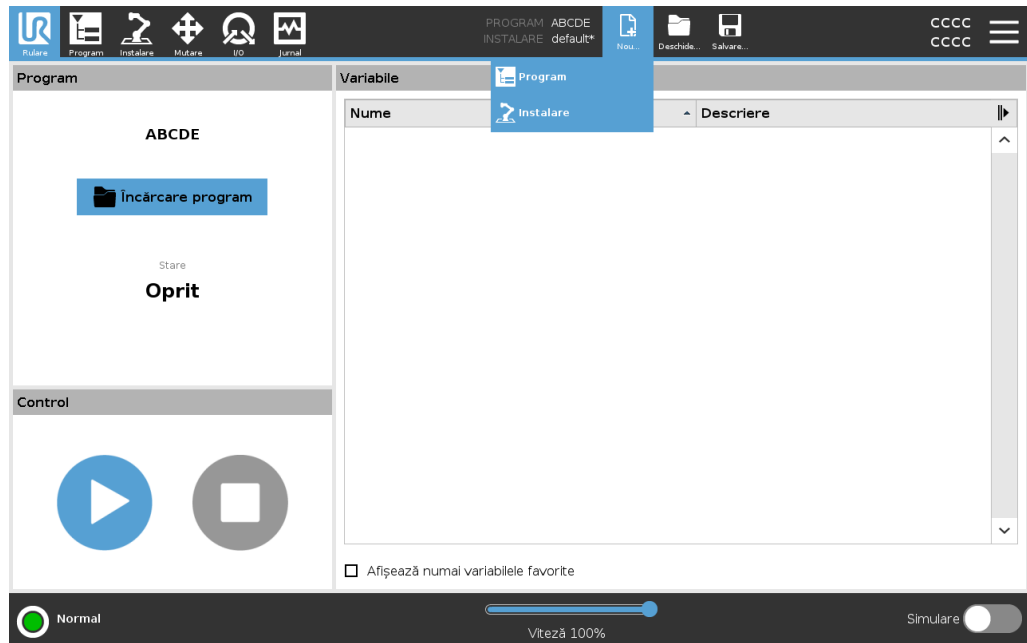 UR
Rulare
Program
Instalare
Mutare
I/O
Jurnal
PROGRAM ABCDE
INSTALARE default*
Nou...
Deschide...
Salvare...
CCCC
CCCC
Program
Instalare
Program
ABCDE
Încărcare program
Stare
Oprit
Control
Variabile
Nume
Descriere
Afișează numai variabilele favorite
Normal
Viteză 100%
Simulare